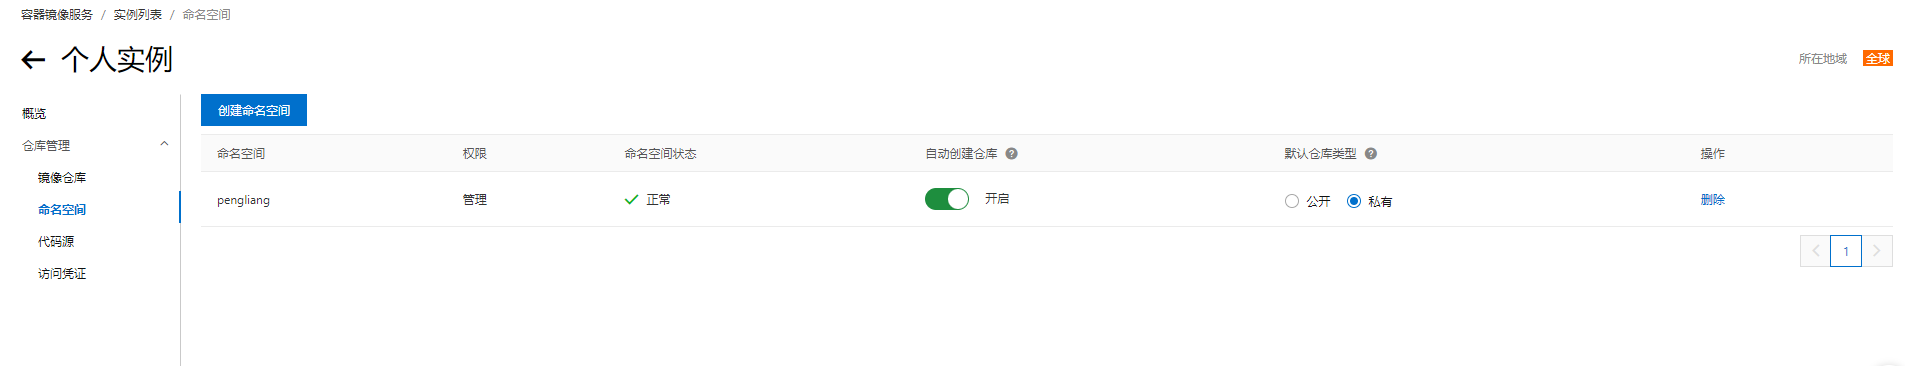 容器镜像服务 / 实例列表 / 命名空间
个人实例
所在地域 全球
概览
仓库管理
镜像仓库
命名空间
代码源
访问凭证
创建命名空间
命名空间 权限 命名空间状态 自动创建仓库 默认仓库类型 操作
pengliang 管理 正常 开启 公开 私有 删除
1